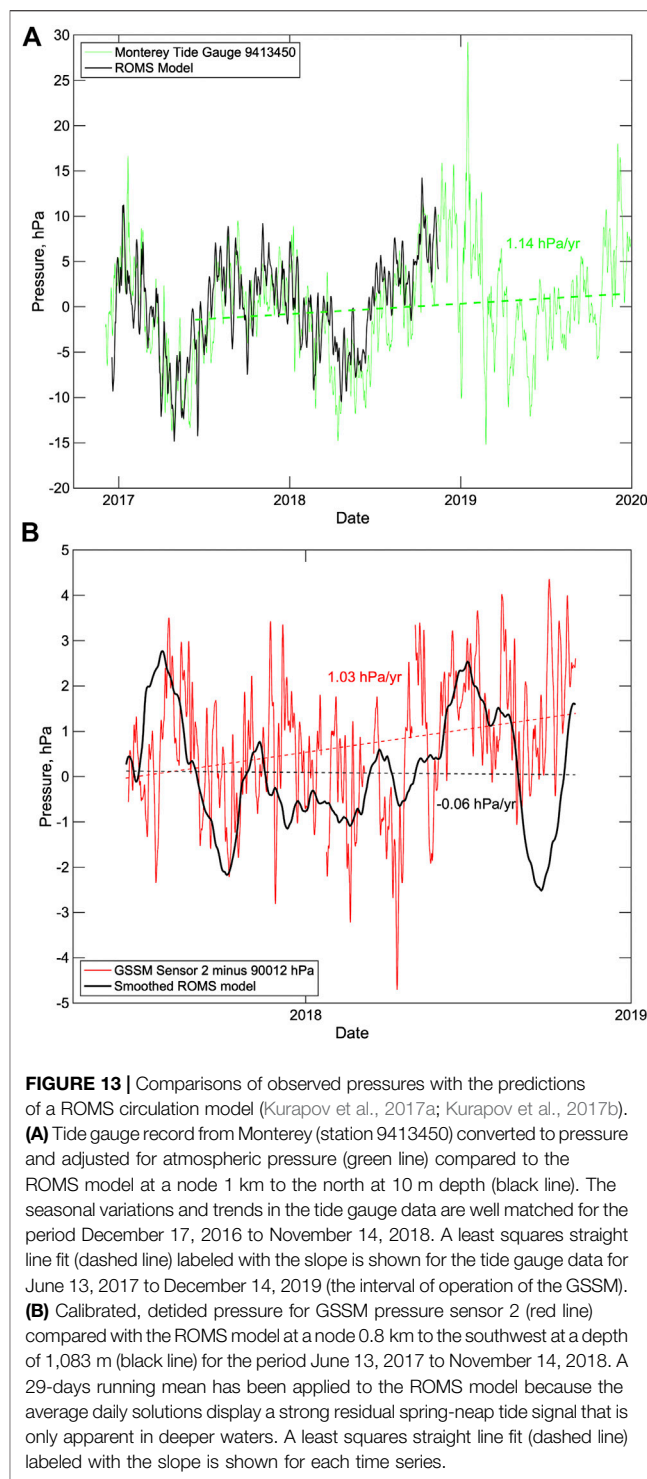 A
Monterey Tide Gauge 9413450
ROMS Model
30
25
20
15
10
5
0
-5
-10
-15
-20
Pressure, hPa
1.14 hPa/yr
2017 2018 2019 2020
Date
B
5
4
3
2
1
0
-1
-2
-3
-4
-5
Pressure, hPa
1.03 hPa/yr
-0.06 hPa/yr
GSSM Sensor 2 minus 90012 hPa
Smoothed ROMS model
2018 2019
Date
FIGURE 13 | Comparisons of observed pressures with the predictions
of a ROMS circulation model (Kurapov et al., 2017a; Kurapov et al., 2017b).
(A) Tide gauge record from Monterey (station 9413450) converted to pressure
and adjusted for atmospheric pressure (green line) compared to the
ROMS model at a node 1 km to the north at 10 m depth (black line). The
seasonal variations and trends in the tide gauge data are well matched for the
period December 17, 2016 to November 14, 2018. A least squares straight
line fit (dashed line) labeled with the slope is shown for the tide gauge data for
June 13, 2017 to December 14, 2019 (the interval of operation of the GSSM).
(B) Calibrated, detided pressure for GSSM pressure sensor 2 (red line)
compared with the ROMS model at a node 0.8 km to the southwest at a depth
of 1,083 m (black line) for the period June 13, 2017 to November 14, 2018. A
29-days running mean has been applied to the ROMS model because the
average daily solutions display a strong residual spring-neap tide signal that is
only apparent in deeper waters. A least squares straight line fit (dashed line)
labeled with the slope is shown for each time series.